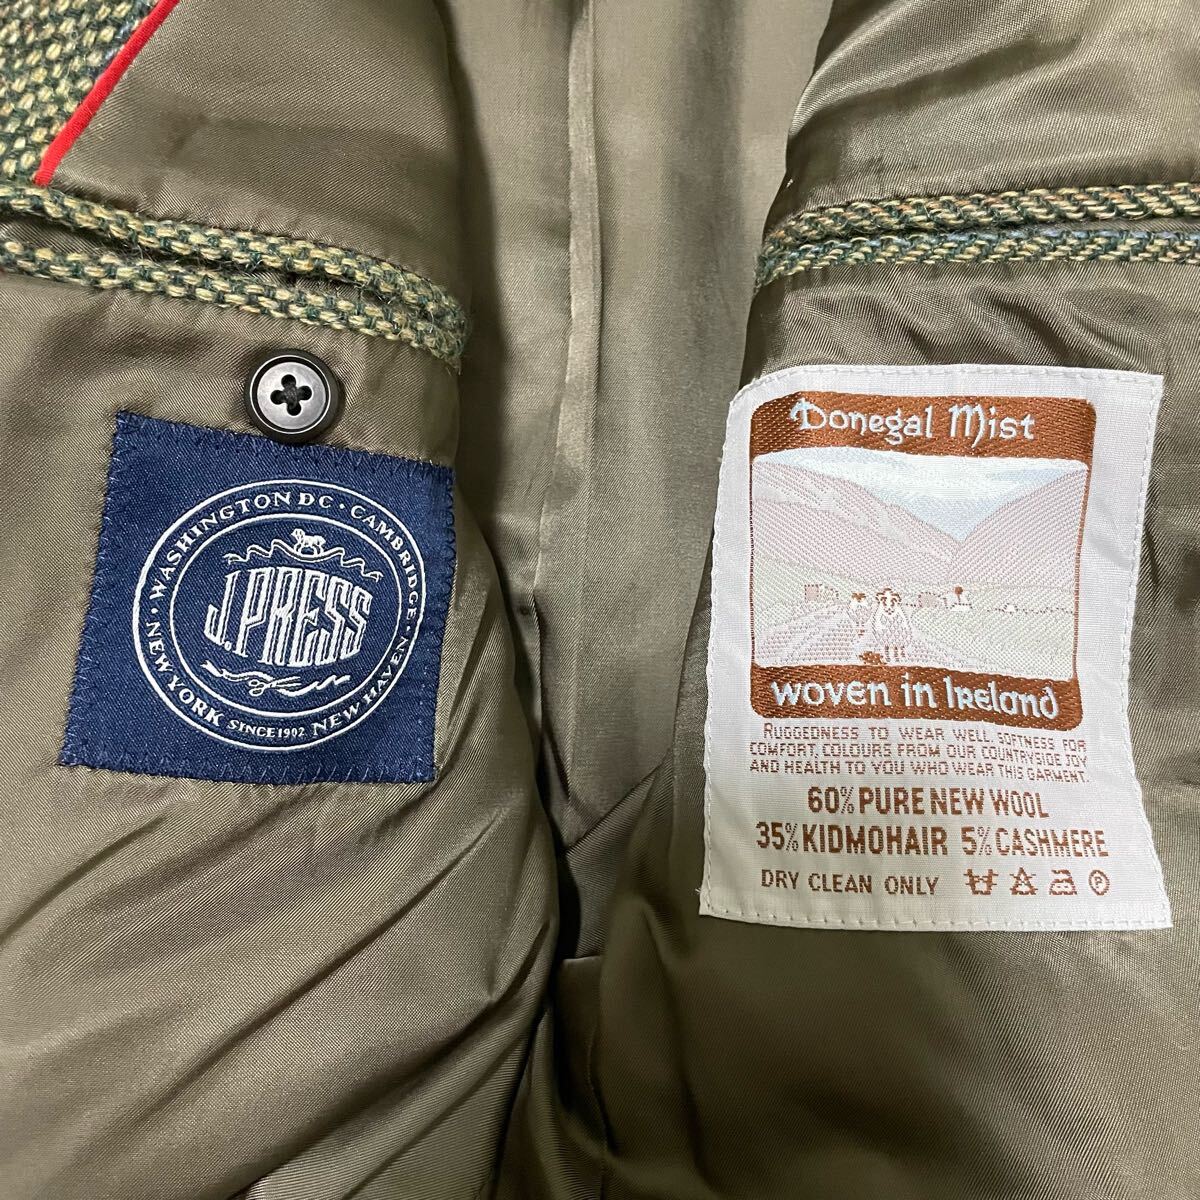 WASHINGTON DC · CAMBRIDGE · NEW HAVEN · NEW YORK ·
J.PRESS
SINCE 1902
Donegal Mist
Woven in Ireland
RUGGEDNESS TO WEAR WELL, SOFTNESS FOR
COMFORT, COLOURS FROM OUR COUNTRYSIDE JOY
AND HEALTH TO YOU WHO WEAR THIS GARMENT.
60% PURE NEW WOOL
35% KIDMOHAIR 5% CASHMERE
DRY CLEAN ONLY P